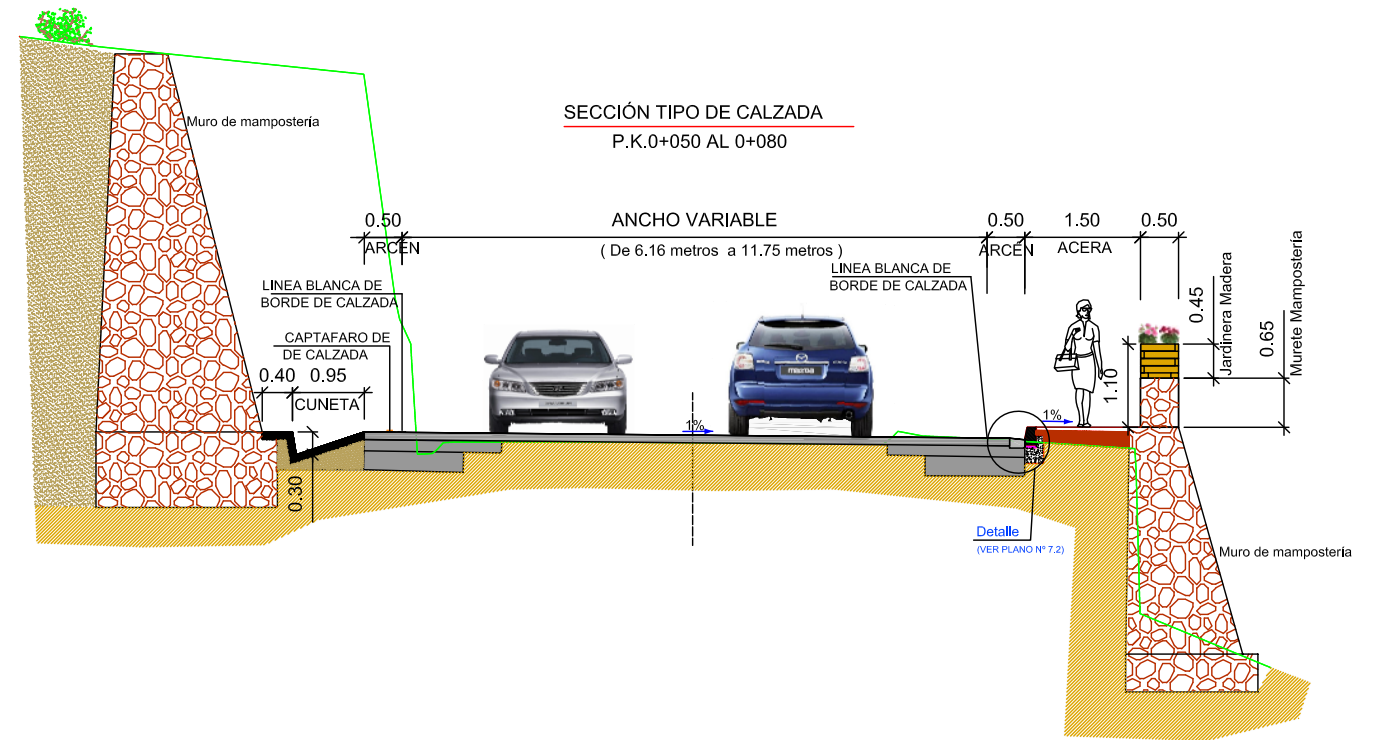 SECCIÓN TIPO DE CALZADA
P.K.0+050 AL 0+080
Muro de mampostería
0.50
ANCHO VARIABLE
0.50
1.50
0.50
ARCÉN
( De 6.16 metros a 11.75 metros )
ARCÉN
ACERA
LINEA BLANCA DE
BORDE DE CALZADA
LINEA BLANCA DE
BORDE DE CALZADA
CAPTAFARO DE
DE CALZADA
0.40
0.95
CUNETA
0.30
1%
1%
1.10
0.45
Jardinera Madera
0.65
Murete Mampostería
mazda
Detalle
(VER PLANO Nº 7.2)
Muro de mampostería